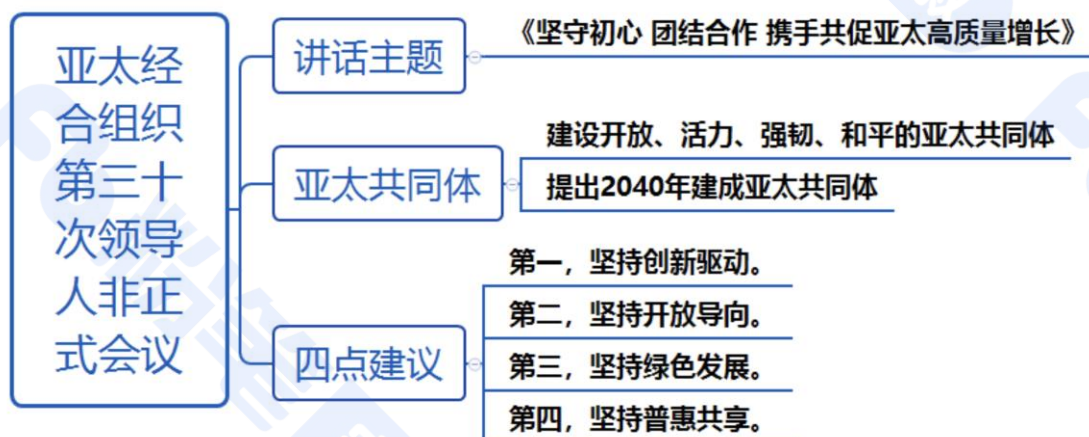 亚太经
合组织
第三十
次领导
人非正
式会议
讲话主题
《坚守初心 团结合作 携手共促亚太高质量增长》
亚太共同体
建设开放、活力、强韧、和平的亚太共同体
提出2040年建成亚太共同体
四点建议
第一，坚持创新驱动。
第二，坚持开放导向。
第三，坚持绿色发展。
第四，坚持普惠共享。